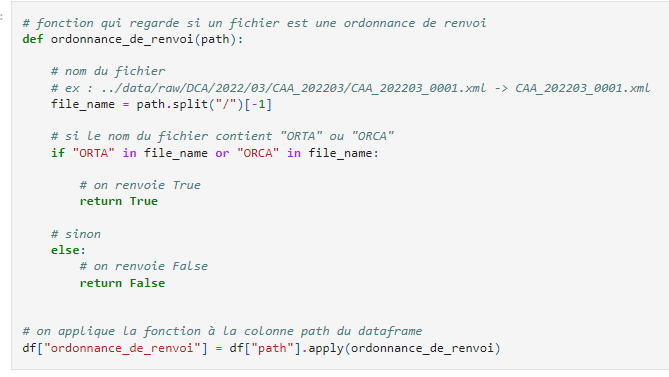 # fonction qui regarde si un fichier est une ordonnance de renvoi
def ordonnance_de_renvoi(path):
# nom du fichier
# ex : ../data/raw/DCA/2022/03/CAA_202203/CAA_202203_0001.xml -> CAA_202203_0001.xml
file_name = path.split("/")[-1]
# si le nom du fichier contient "ORTA" ou "ORCA"
if "ORTA" in file_name or "ORCA" in file_name:
# on renvoie True
return True
# sinon
else:
# on renvoie False
return False
# on applique la fonction à la colonne path du dataframe
df["ordonnance_de_renvoi"] = df["path"].apply(ordonnance_de_renvoi)